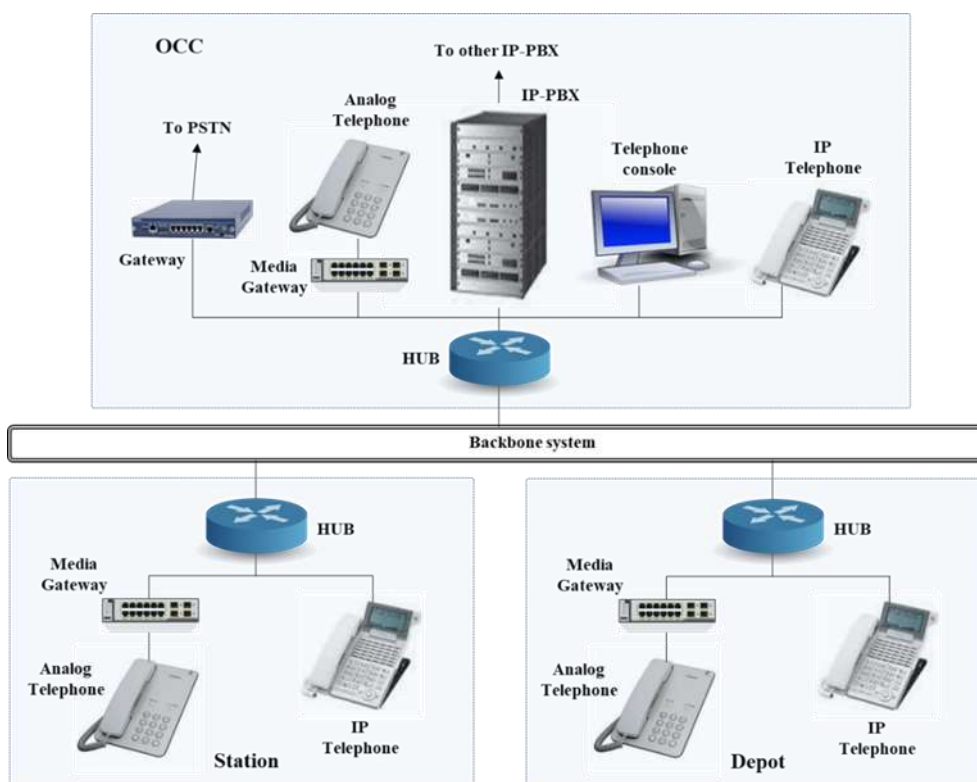 OCC
To other IP-PBX
IP-PBX
Analog
Telephone
To PSTN
Telephone
console
IP
Telephone
Gateway
Media
Gateway
HUB
Backbone system
HUB
Media
Gateway
Analog
Telephone
IP
Telephone
Station
HUB
Media
Gateway
Analog
Telephone
IP
Telephone
Depot